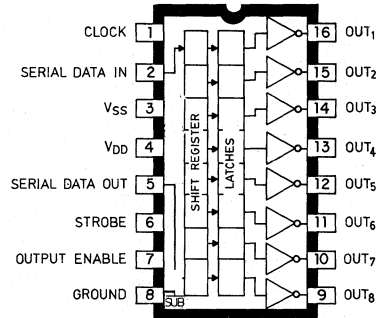 CLOCK 1 16 OUT1
SERIAL DATA IN 2 15 OUT2
VSS 3 14 OUT3
VDD 4 13 OUT4
SERIAL DATA OUT 5 12 OUT5
STROBE 6 11 OUT6
OUTPUT ENABLE 7 10 OUT7
GROUND 8 9 OUT8
SHIFT REGISTER
LATCHES
SUB